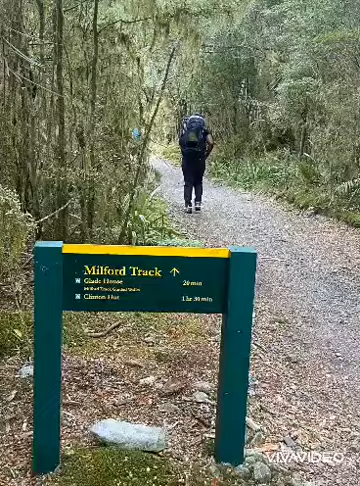 Milford Track ↑
Glade House 20 min
Milford Track Guided Walks
Clinton Hut 1 hr 30 min
VIVAVIDEO